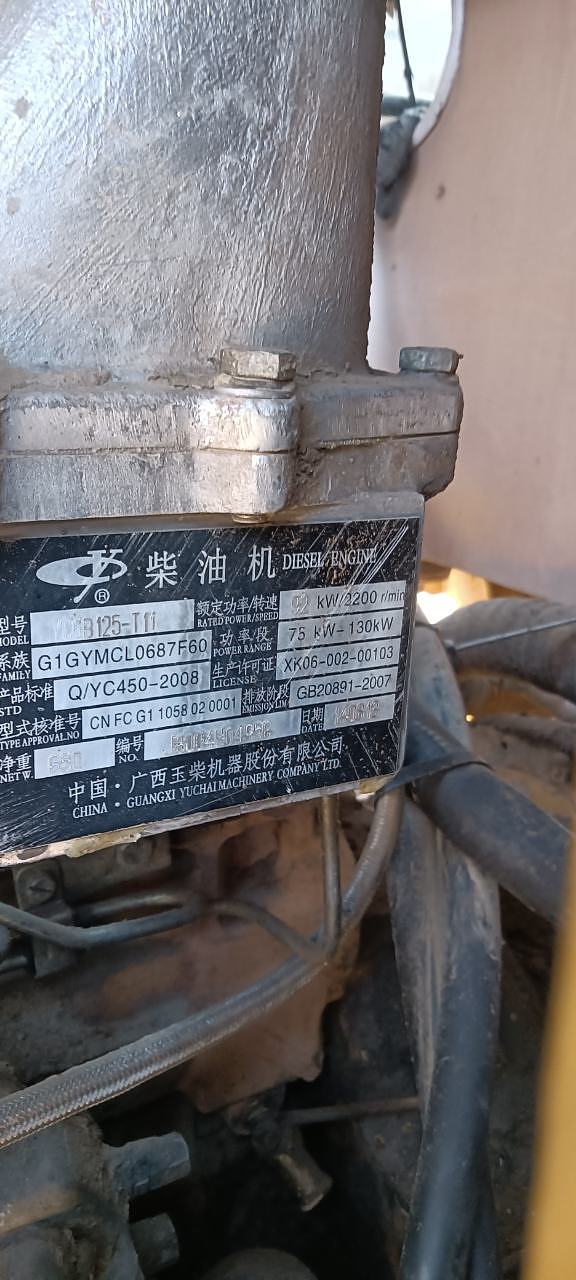 柴油机 DIESEL ENGINE
型号 MODEL B125-T11 额定功率/转速 RATED POWER/SPEED 92 kW/2200 r/min
系族 FAMILY G1GYMCL0687F60 功率段 POWER 75 kW-130kW
产品标准 STD Q/YC450-2008 生产许可证 LICENSE XK06-002-00103
型式核准号 TYPE APPROVAL NO CN FC G1 1058 02 0001 排放阶段 EMISSION LIM GB20891-2007
净重 NET W. 编号 NO. 日期 DATE
中国：广西玉柴机器股份有限公司
CHINA: GUANGXI YUCHAI MACHINERY COMPANY LTD.